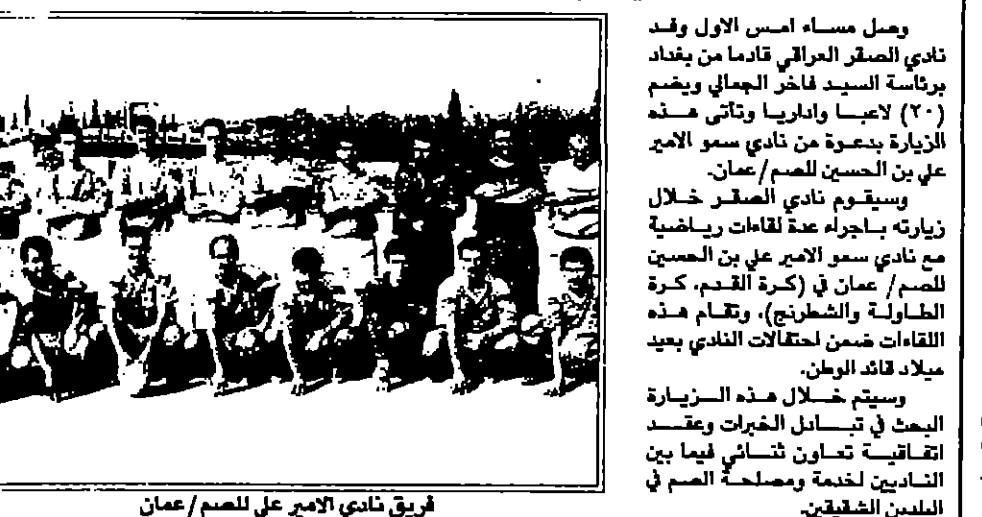 وصل مساء امس الاول وفد
نادي الصقر العراقي قادما من بغداد
برئاسة السيد فاخر الجمالي ويضم
(٢٠) لاعبا واداريا وتأتى هذه
الزيارة بدعوة من نادي سمو الامير
علي بن الحسين للصم/عمان.
وسيقوم نادي الصقر خلال
زيارته باجراء عدة لقاءات رياضية
مع نادي سمو الامير علي بن الحسين
للصم/ عمان في (كرة القدم، كرة
الطاولة والشطرنج)، وتقام هذه
اللقاءات ضمن احتفالات النادي بعيد
ميلاد قائد الوطن.
وسيتم خلال هذه الزيارة
البحث في تبادل الخبرات وعقد
اتفاقية تعاون ثنائي فيما بين
الناديين لخدمة ومصلحة الصم في
البلدين الشقيقين.
فريق نادي الامير علي للصم/عمان